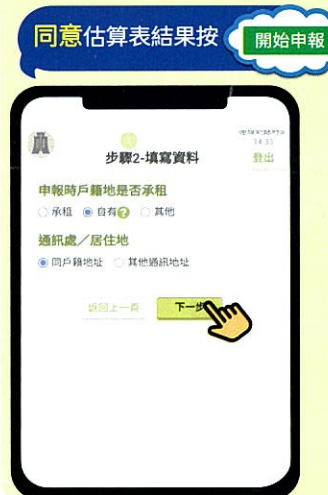 同意估算表結果按 開始申報
14:33
步驟2-填寫資料
登出
申報時戶籍地是否承租
承租 自有? 其他
通訊處/居住地
同戶籍地址 其他通訊地址
返回上一頁 下一步